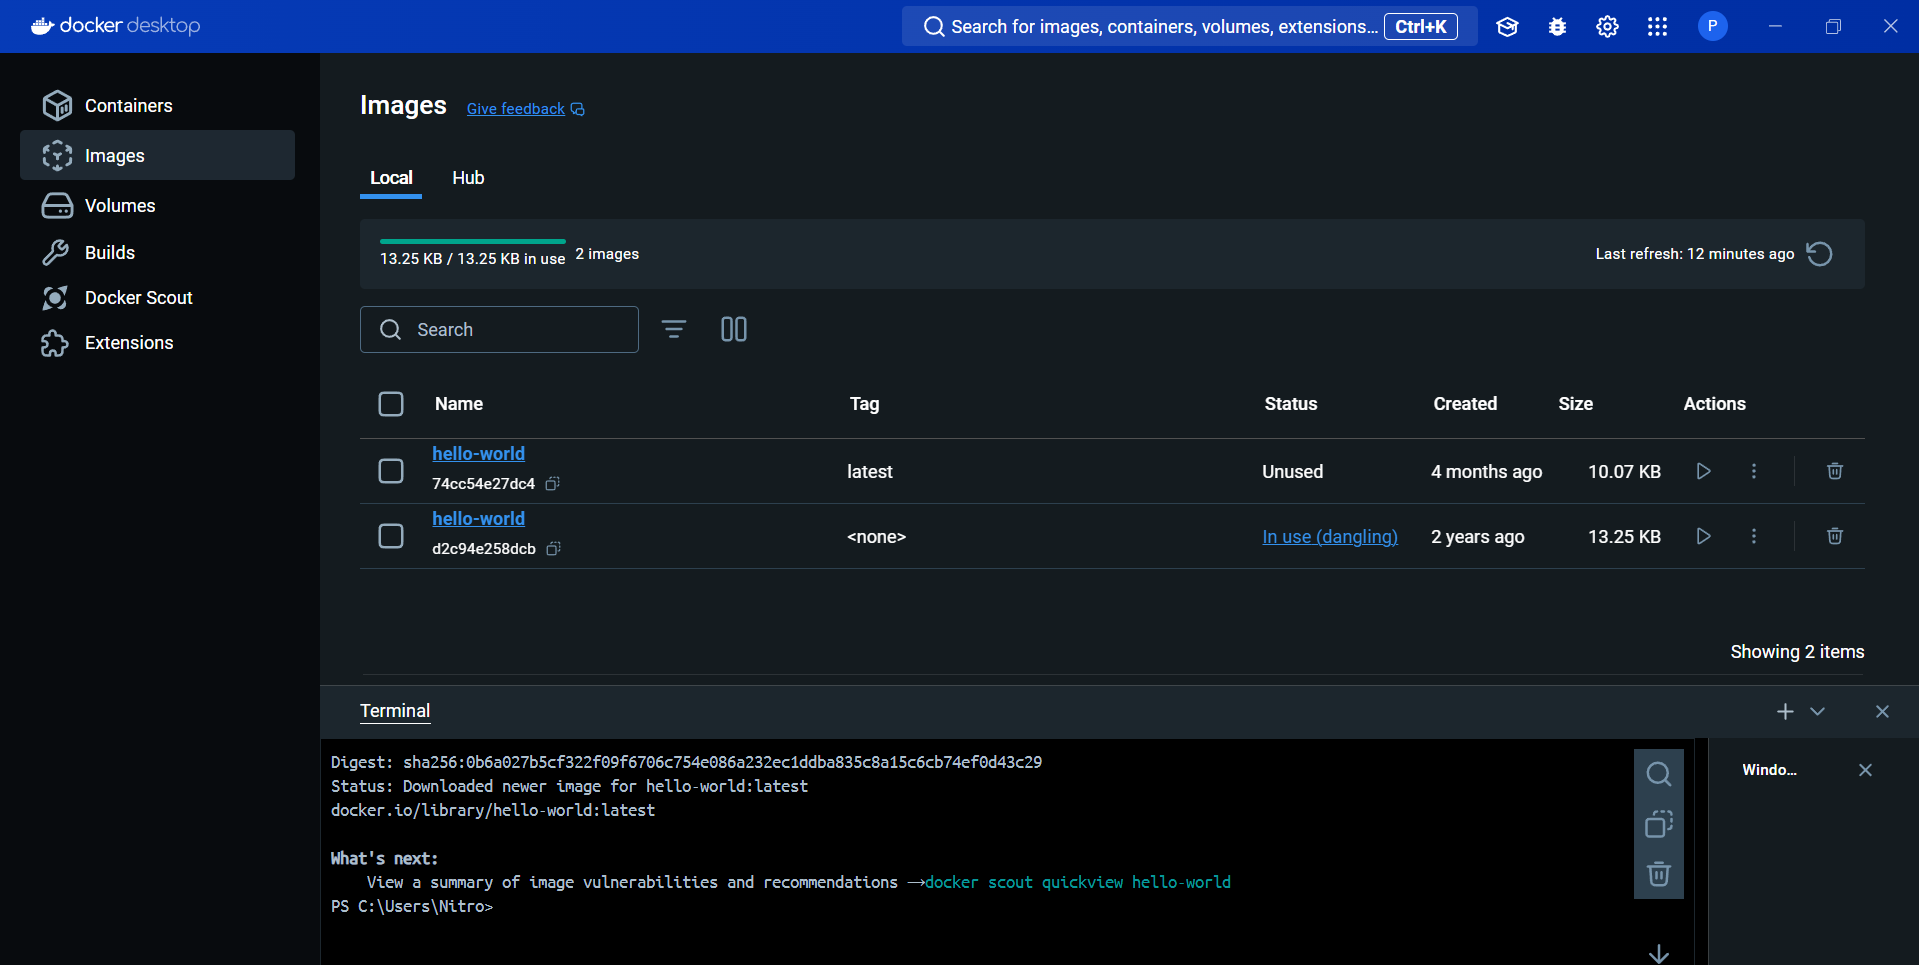 docker desktop
Search for images, containers, volumes, extensions... Ctrl+K
P
Containers
Images
Volumes
Builds
Docker Scout
Extensions
Images Give feedback
Local Hub
13.25 KB / 13.25 KB in use 2 images
Last refresh: 12 minutes ago
Search
Name Tag Status Created Size Actions
hello-world
74cc54e27dc4
latest Unused 4 months ago 10.07 KB
hello-world
d2c94e258dcb
<none> In use (dangling) 2 years ago 13.25 KB
Showing 2 items
Terminal
Digest: sha256:0b6a027b5cf322f09f6706c754e086a232ec1ddba835c8a15c6cb74ef0d43c29
Status: Downloaded newer image for hello-world:latest
docker.io/library/hello-world:latest
What's next:
View a summary of image vulnerabilities and recommendations → docker scout quickview hello-world
PS C:\Users\Nitro>
Windo...